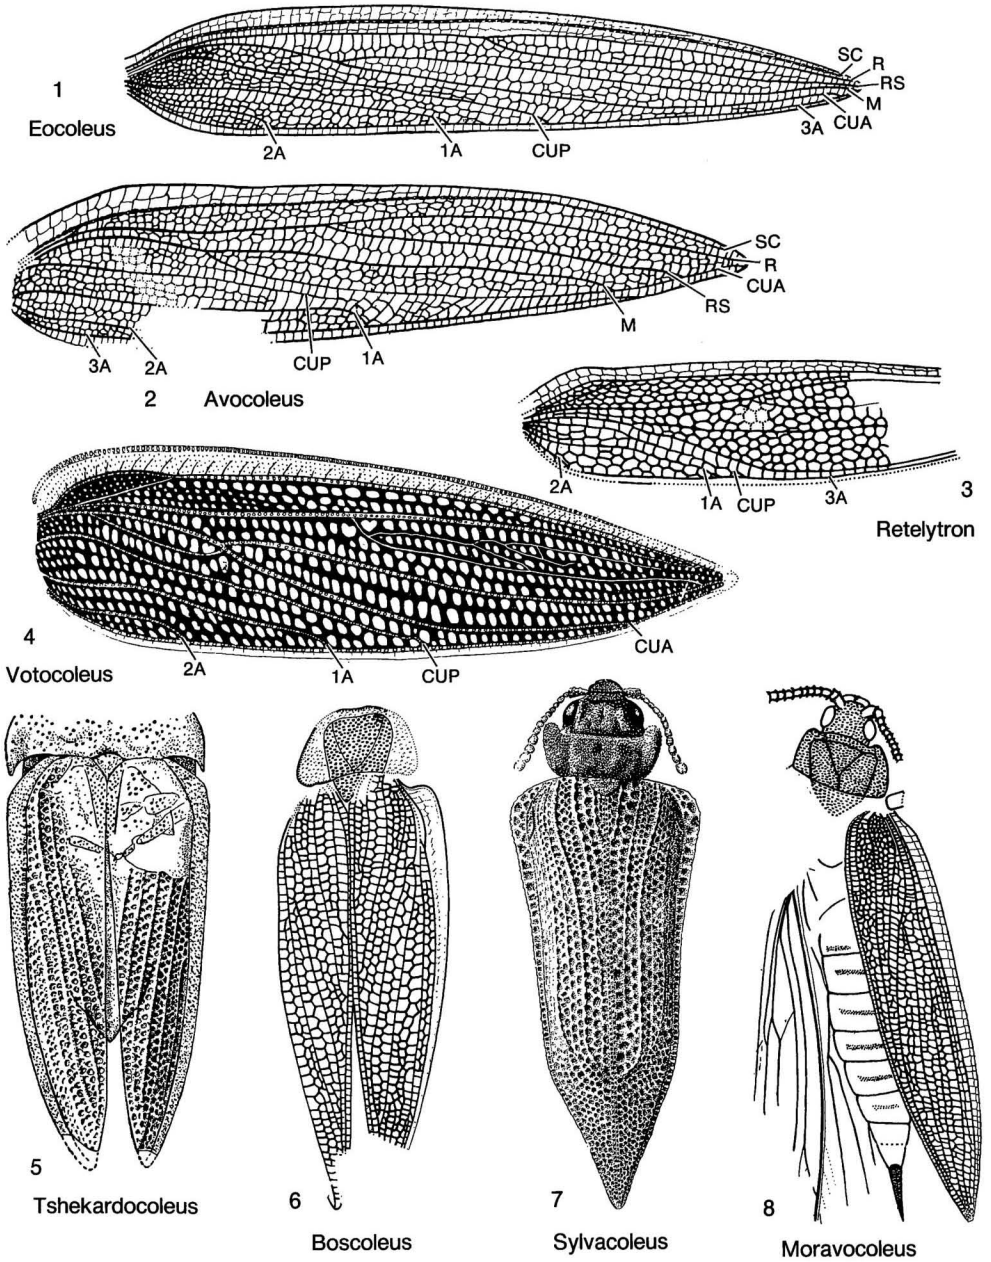 1
Eocoleus
SC
R
RS
M
CUA
3A
2A
1A
CUP
SC
R
CUA
RS
M
3A
2A
CUP
1A
2
Avocoleus
2A
1A
CUP
3A
3
Retelytron
4
Votocoleus
2A
1A
CUP
CUA
5
Tshekardocoleus
6
Boscoleus
7
Sylvacoleus
8
Moravocoleus